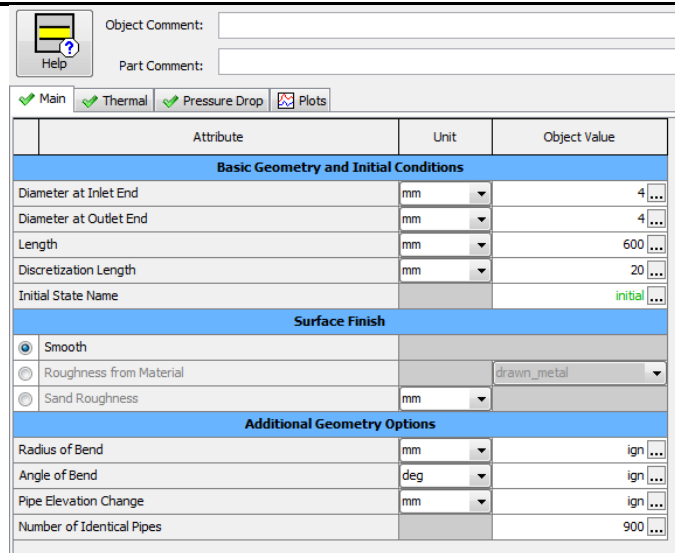 Object Comment:
Help
Part Comment:
Main Thermal Pressure Drop Plots
Attribute Unit Object Value
Basic Geometry and Initial Conditions
Diameter at Inlet End mm 4 ...
Diameter at Outlet End mm 4 ...
Length mm 600 ...
Discretization Length mm 20 ...
Initial State Name initial ...
Surface Finish
Smooth
Roughness from Material drawn_metal
Sand Roughness mm
Additional Geometry Options
Radius of Bend mm ign ...
Angle of Bend deg ign ...
Pipe Elevation Change mm ign ...
Number of Identical Pipes 900 ...